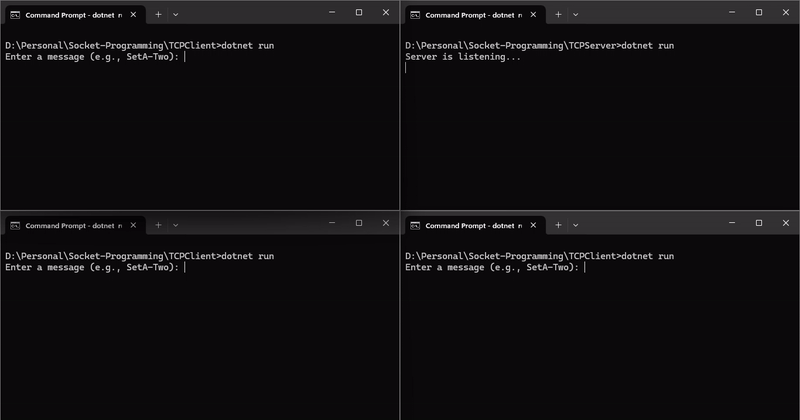 Command Prompt - dotnet r
D:\Personal\Socket-Programming\TCPClient>dotnet run
Enter a message (e.g., SetA-Two):
Command Prompt - dotnet r
D:\Personal\Socket-Programming\TCPServer>dotnet run
Server is listening...
Command Prompt - dotnet r
D:\Personal\Socket-Programming\TCPClient>dotnet run
Enter a message (e.g., SetA-Two):
Command Prompt - dotnet r
D:\Personal\Socket-Programming\TCPClient>dotnet run
Enter a message (e.g., SetA-Two):